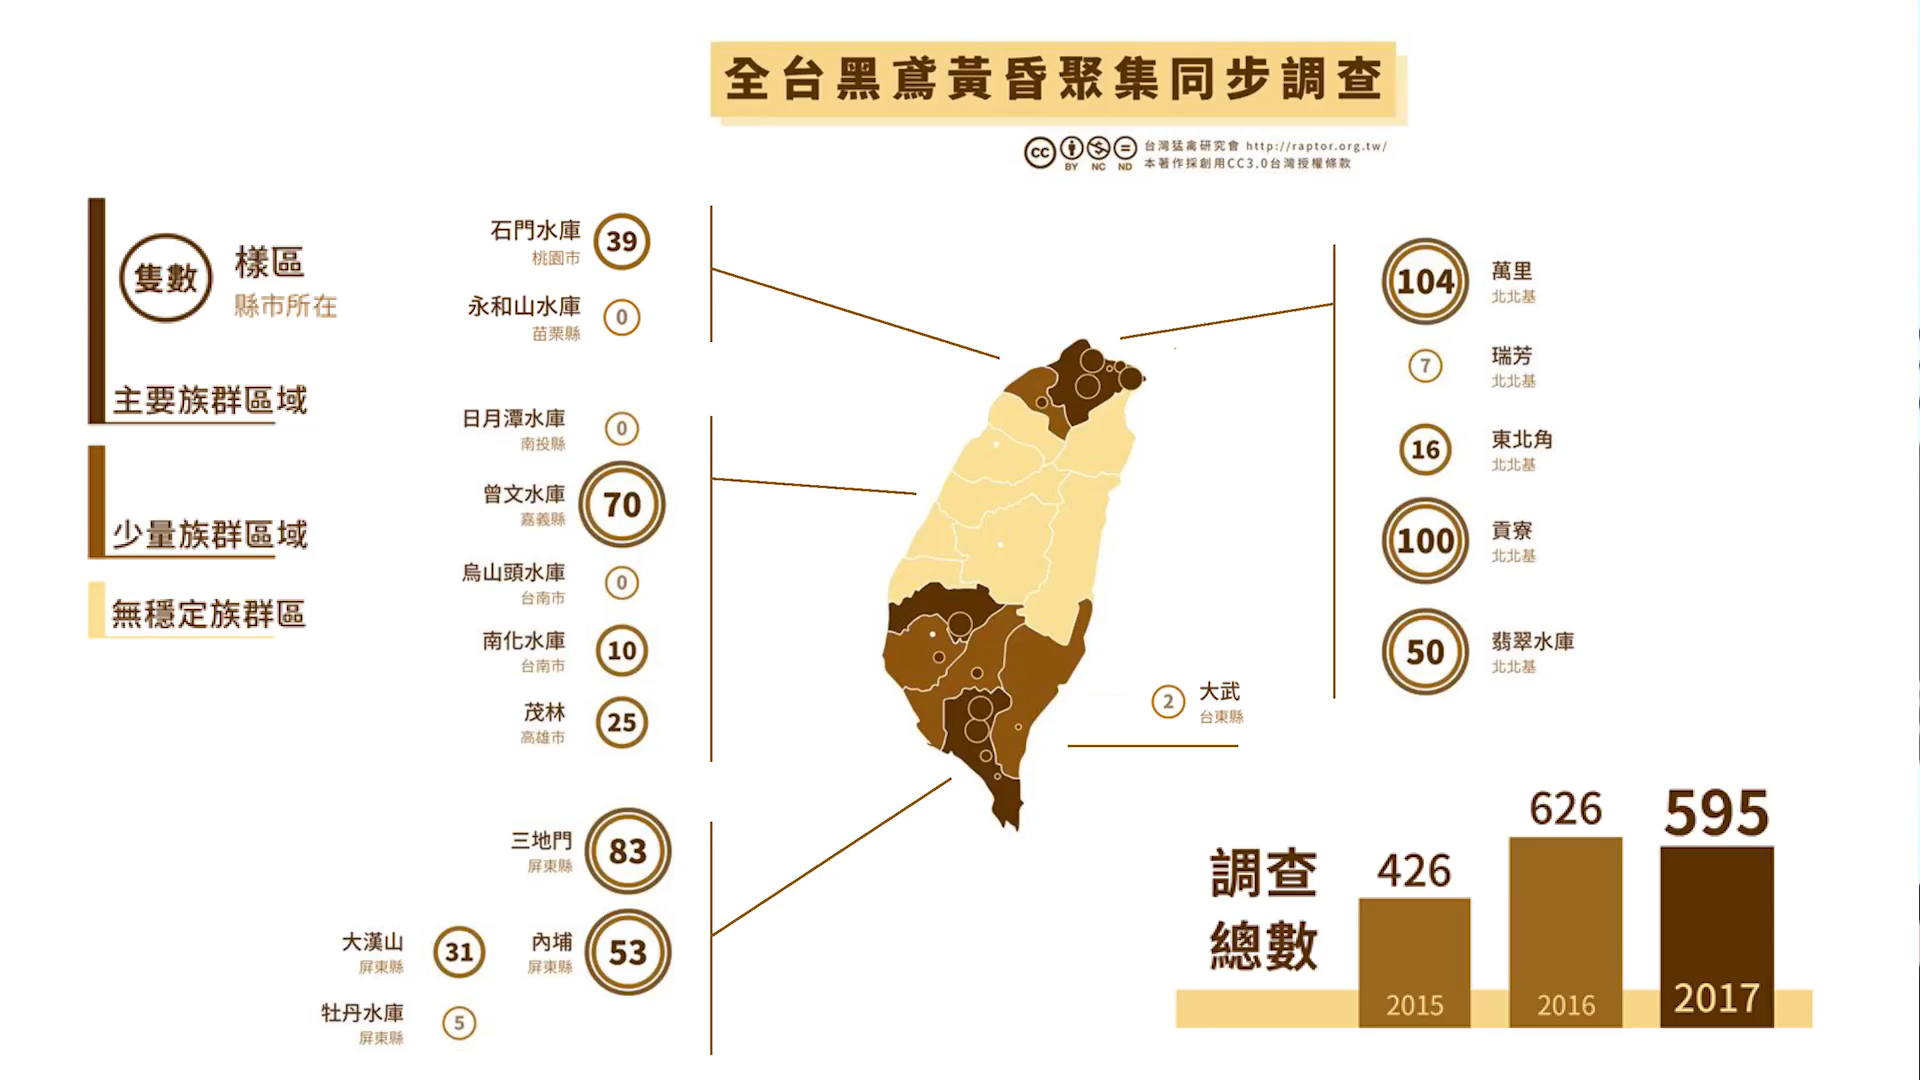 全台黑鳶黃昏聚集同步調查
cc BY NC ND
台灣猛禽研究會 http://raptor.org.tw/
本著作採創用CC3.0台灣授權條款
隻數
樣區
縣市所在
主要族群區域
少量族群區域
無穩定族群區
石門水庫 39
桃園市
永和山水庫 0
苗栗縣
日月潭水庫 0
南投縣
曾文水庫 70
嘉義縣
烏山頭水庫 0
台南市
南化水庫 10
台南市
茂林 25
高雄市
三地門 83
屏東縣
大漢山 31
屏東縣
內埔 53
屏東縣
牡丹水庫 5
屏東縣
104 萬里
北北基
7 瑞芳
北北基
16 東北角
北北基
100 貢寮
北北基
50 翡翠水庫
北北基
2 大武
台東縣
調查
總數
426
626
595
2015
2016
2017